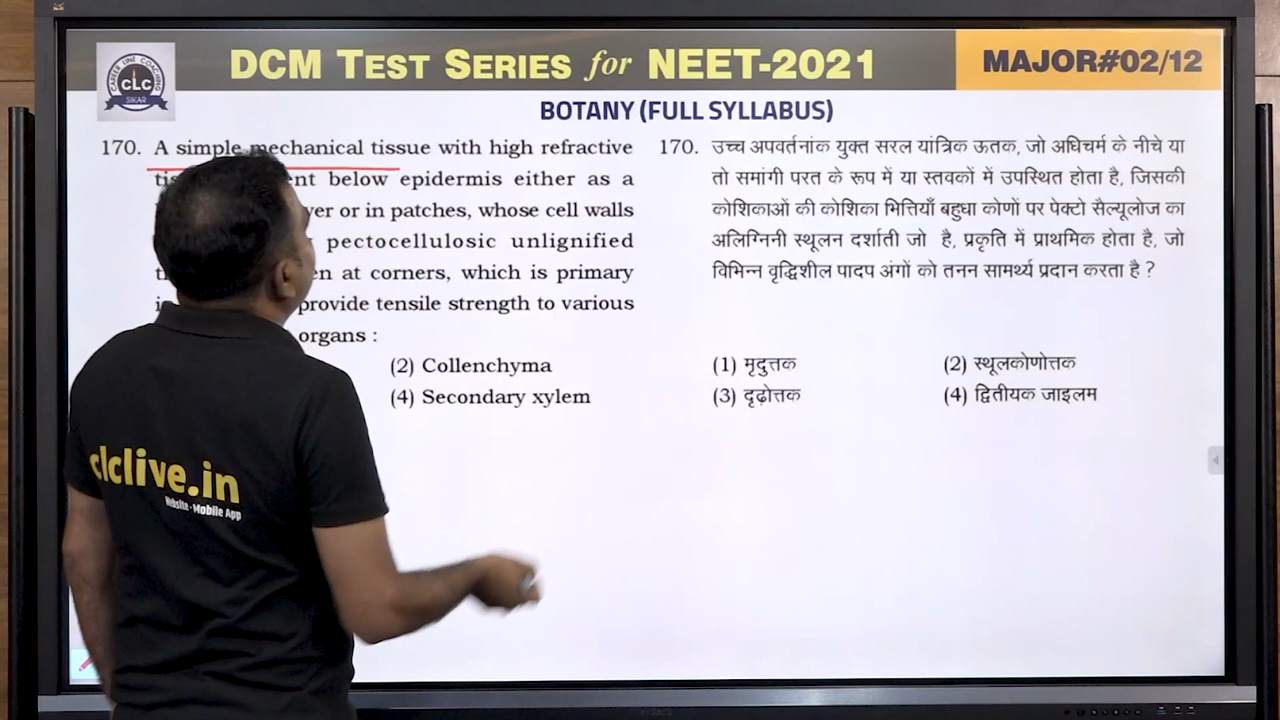 DCM TEST SERIES for NEET-2021
MAJOR#02/12
CAREER LINE COACHING
CLC
SIKAR
BOTANY (FULL SYLLABUS)
170. A simple mechanical tissue with high refractive
below epidermis either as a
or in patches, whose cell walls
pectocellulosic unlignified
at corners, which is primary
provide tensile strength to various
organs :
(2) Collenchyma
(4) Secondary xylem
170. उच्च अपवर्तनांक युक्त सरल यांत्रिक ऊतक, जो अधिचर्म के नीचे या
तो समांगी परत के रूप में या स्तवकों में उपस्थित होता है, जिसकी
कोशिकाओं की कोशिका भित्तियाँ बहुधा कोणों पर पेक्टो सैल्यूलोज का
अलिग्निनी स्थूलन दर्शाती जो है, प्रकृति में प्राथमिक होता है, जो
विभिन्न वृद्धिशील पादप अंगों को तनन सामर्थ्य प्रदान करता है ?
(1) मृदुत्तक (2) स्थूलकोणोत्तक
(3) दृढ़ोत्तक (4) द्वितीयक जाइलम
clclive.in
Website - Mobile App